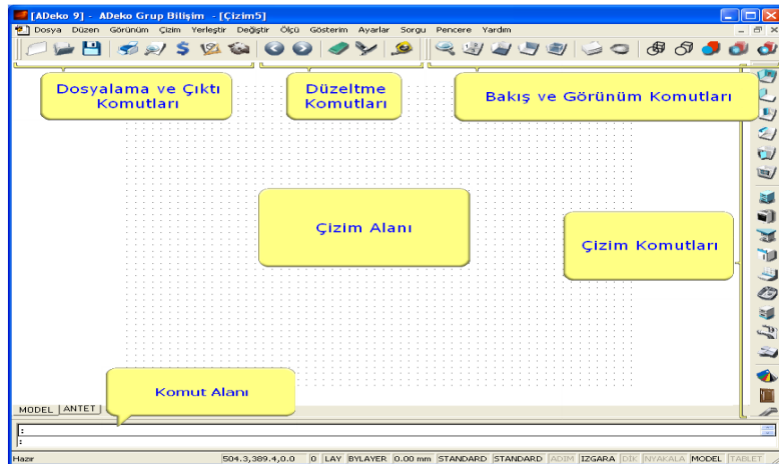 [ADeko 9] - ADeko Grup Bilişim - [Çizim5]
Dosya Düzen Görünüm Çizim Yerleştir Değiştir Ölçü Gösterim Ayarlar Sorgu Pencere Yardım
Dosyalama ve Çıktı
Komutları
Düzeltme
Komutları
Bakış ve Görünüm Komutları
Çizim Alanı
Çizim Komutları
Komut Alanı
MODEL ANTET
:
:
Hazır 504.3,389.4,0.0 0 LAY BYLAYER 0.00 mm STANDARD STANDARD ADIM IZGARA DIK NYAKALA MODEL TABLET